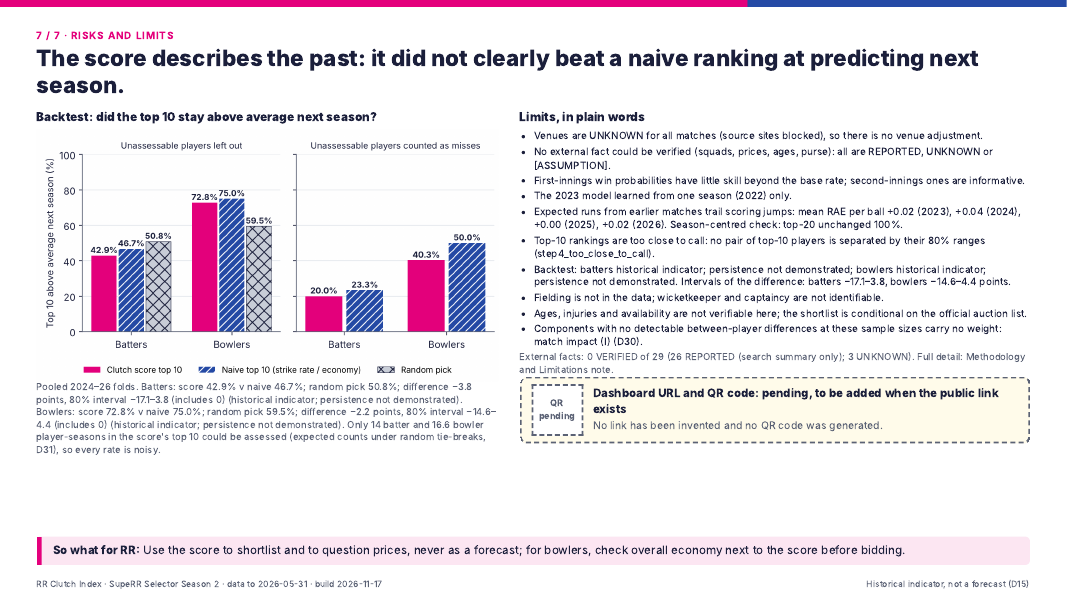 7 / 7 · RISKS AND LIMITS
The score describes the past: it did not clearly beat a naive ranking at predicting next
season.
Backtest: did the top 10 stay above average next season?
Unassessable players left out
Unassessable players counted as misses
Top 10 above average next season (%)
100
80
60
40
20
0
42.9%
46.7%
50.8%
72.8%
75.0%
59.5%
20.0%
23.3%
40.3%
50.0%
Batters
Bowlers
Batters
Bowlers
Clutch score top 10
Naive top 10 (strike rate / economy)
Random pick
Pooled 2024–26 folds. Batters: score 42.9% v naive 46.7%; random pick 50.8%; difference −3.8
points, 80% interval −17.1–3.8 (includes 0) (historical indicator; persistence not demonstrated).
Bowlers: score 72.8% v naive 75.0%; random pick 59.5%; difference −2.2 points, 80% interval −14.6–
4.4 (includes 0) (historical indicator; persistence not demonstrated). Only 14 batter and 16.6 bowler
player-seasons in the score's top 10 could be assessed (expected counts under random tie-breaks,
D31), so every rate is noisy.
Limits, in plain words
• Venues are UNKNOWN for all matches (source sites blocked), so there is no venue adjustment.
• No external fact could be verified (squads, prices, ages, purse): all are REPORTED, UNKNOWN or
[ASSUMPTION].
• First-innings win probabilities have little skill beyond the base rate; second-innings ones are informative.
• The 2023 model learned from one season (2022) only.
• Expected runs from earlier matches trail scoring jumps: mean RAE per ball +0.02 (2023), +0.04 (2024),
+0.00 (2025), +0.02 (2026). Season-centred check: top-20 unchanged 100%.
• Top-10 rankings are too close to call: no pair of top-10 players is separated by their 80% ranges
(step4_too_close_to_call).
• Backtest: batters historical indicator; persistence not demonstrated; bowlers historical indicator;
persistence not demonstrated. Intervals of the difference: batters −17.1–3.8, bowlers −14.6–4.4 points.
• Fielding is not in the data; wicketkeeper and captaincy are not identifiable.
• Ages, injuries and availability are not verifiable here; the shortlist is conditional on the official auction list.
• Components with no detectable between-player differences at these sample sizes carry no weight:
match impact (I) (D30).
External facts: 0 VERIFIED of 29 (26 REPORTED (search summary only); 3 UNKNOWN). Full detail: Methodology
and Limitations note.
QR
pending
Dashboard URL and QR code: pending, to be added when the public link
exists
No link has been invented and no QR code was generated.
So what for RR: Use the score to shortlist and to question prices, never as a forecast; for bowlers, check overall economy next to the score before bidding.
RR Clutch Index · SupeRR Selector Season 2 · data to 2026-05-31 · build 2026-11-17
Historical indicator, not a forecast (D15)